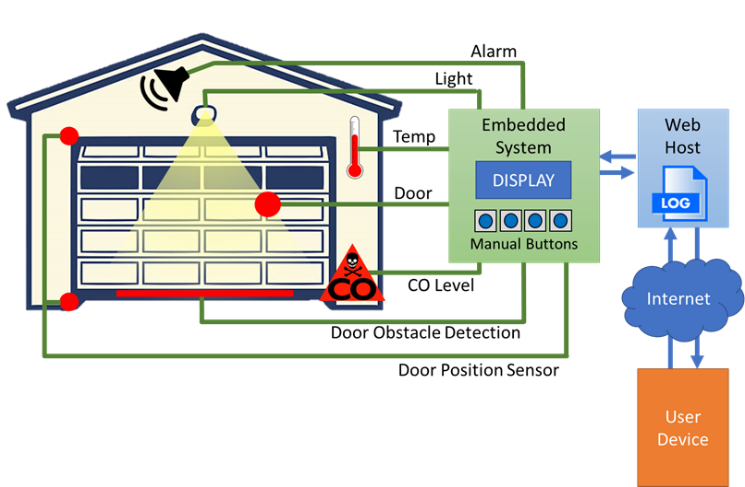 Alarm
Light
Temp
Door
CO
CO Level
Door Obstacle Detection
Door Position Sensor
Embedded
System
DISPLAY
Manual Buttons
Web
Host
LOG
Internet
User
Device